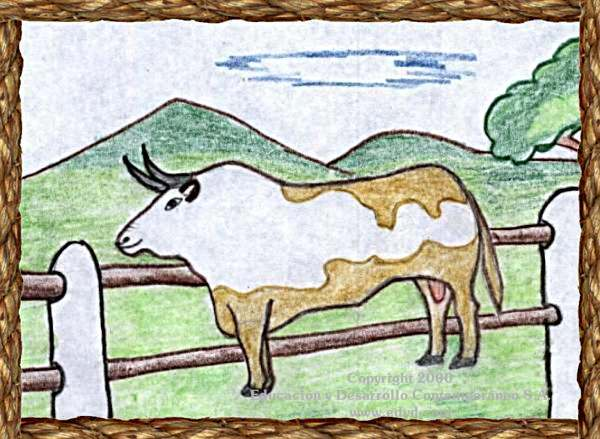 Copyright 2000
Educación y Desarrollo Contemporáneo S.A.